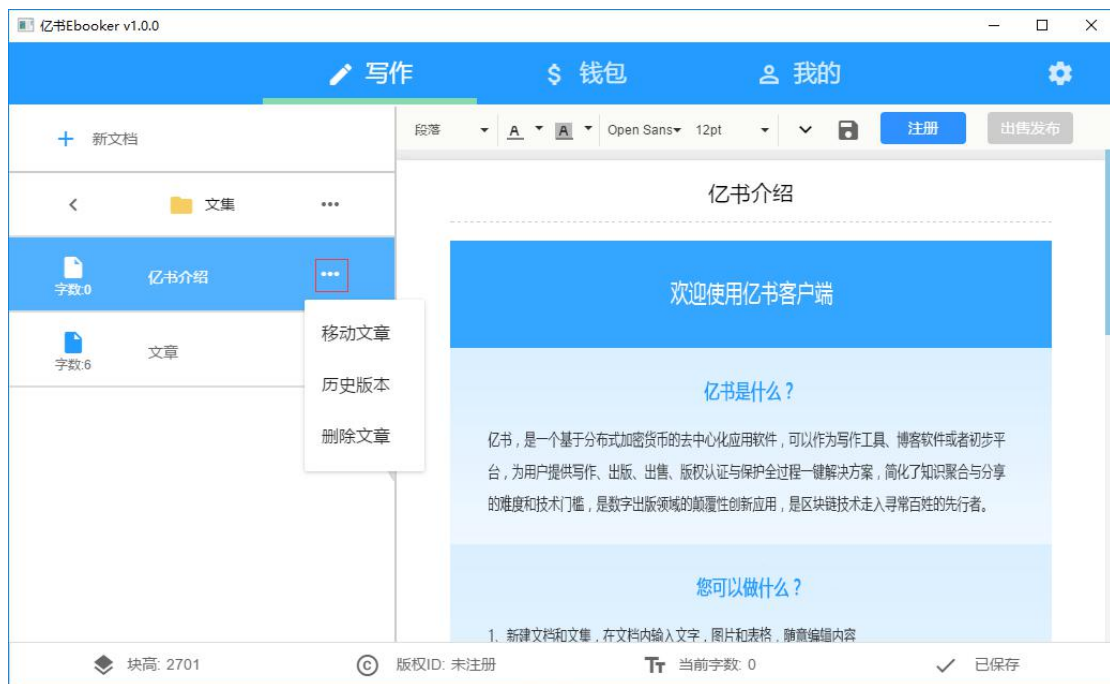 亿书Ebooker v1.0.0
写作 $ 钱包 我的
新文档
段落 A A Open Sans 12pt 注册 出售发布
文集
字数:0 亿书介绍
移动文章
历史版本
删除文章
字数:6 文章
亿书介绍
欢迎使用亿书客户端
亿书是什么？
亿书，是一个基于分布式加密货币的去中心化应用软件，可以作为写作工具、博客软件或者初步平
台，为用户提供写作、出版、出售、版权认证与保护全过程一键解决方案，简化了知识聚合与分享
的难度和技术门槛，是数字出版领域的颠覆性创新应用，是区块链技术走入寻常百姓的先行者。
您可以做什么？
1、新建文档和文集，在文档内输入文字，图片和表格，随意编辑内容
块高: 2701 © 版权ID: 未注册 TT 当前字数: 0 已保存